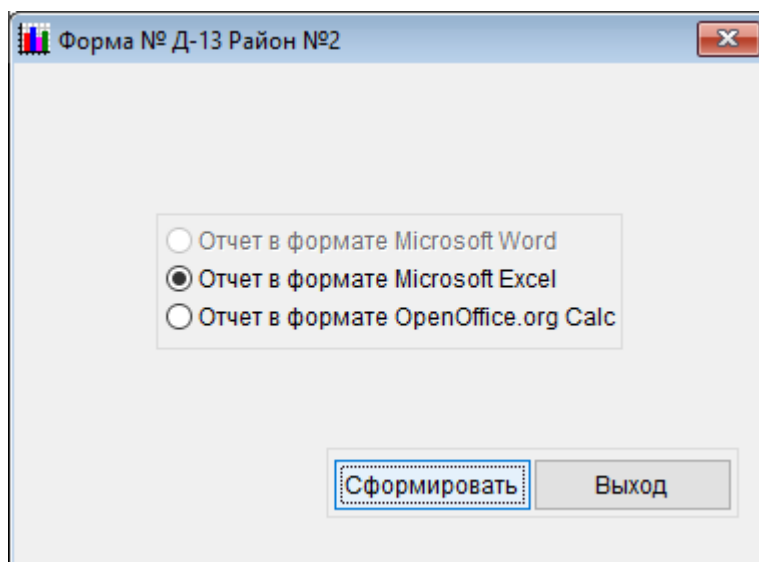 Форма № Д-13 Район №2
Отчет в формате Microsoft Word
Отчет в формате Microsoft Excel
Отчет в формате OpenOffice.org Calc
Сформировать Выход